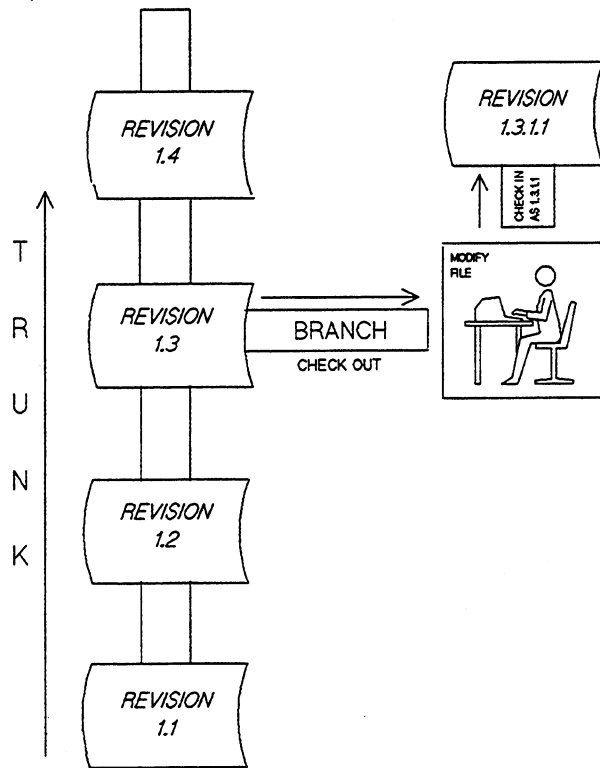 REVISION
1.4
REVISION
1.3.1.1
CHECK IN
AS 1.3.1.1
MODIFY
FILE
TRUNK
REVISION
1.3
BRANCH
CHECK OUT
REVISION
1.2
REVISION
1.1